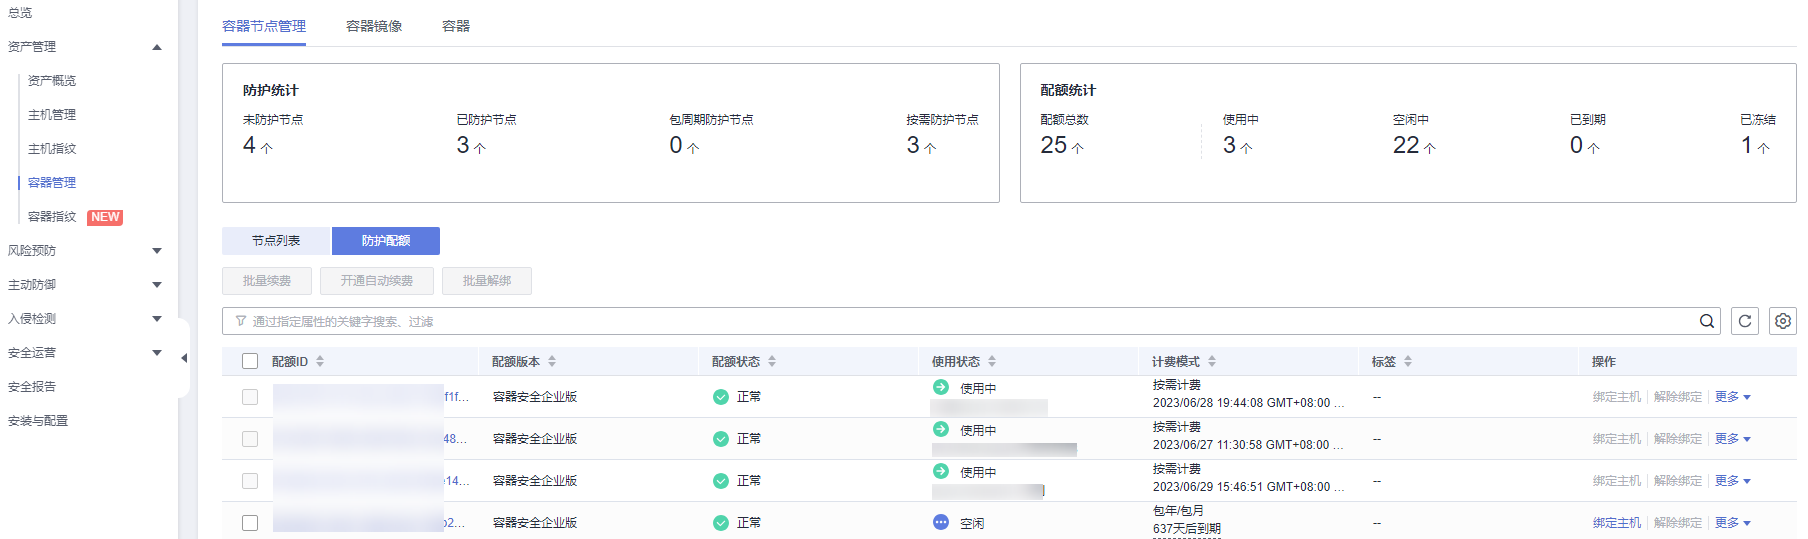 总览
资产管理
资产概览
主机管理
主机指纹
容器管理
容器指纹 NEW
风险预防
主动防御
入侵检测
安全运营
安全报告
安装与配置
容器节点管理 容器镜像 容器
防护统计
未防护节点 已防护节点 包周期防护节点 按需防护节点
4 个 3 个 0 个 3 个
配额统计
配额总数 使用中 空闲中 已到期 已冻结
25 个 3 个 22 个 0 个 1 个
节点列表 防护配额
批量续费 开通自动续费 批量解绑
通过指定属性的关键字搜索、过滤
配额ID 配额版本 配额状态 使用状态 计费模式 标签 操作
f1f... 容器安全企业版 正常 使用中 按需计费 -- 绑定主机 解除绑定 更多
2023/06/28 19:44:08 GMT+08:00 ...
48... 容器安全企业版 正常 使用中 按需计费 -- 绑定主机 解除绑定 更多
2023/06/27 11:30:58 GMT+08:00 ...
14... 容器安全企业版 正常 使用中 按需计费 -- 绑定主机 解除绑定 更多
2023/06/29 15:46:51 GMT+08:00 ...
2... 容器安全企业版 正常 空闲 包年/包月 -- 绑定主机 解除绑定 更多
637天后到期